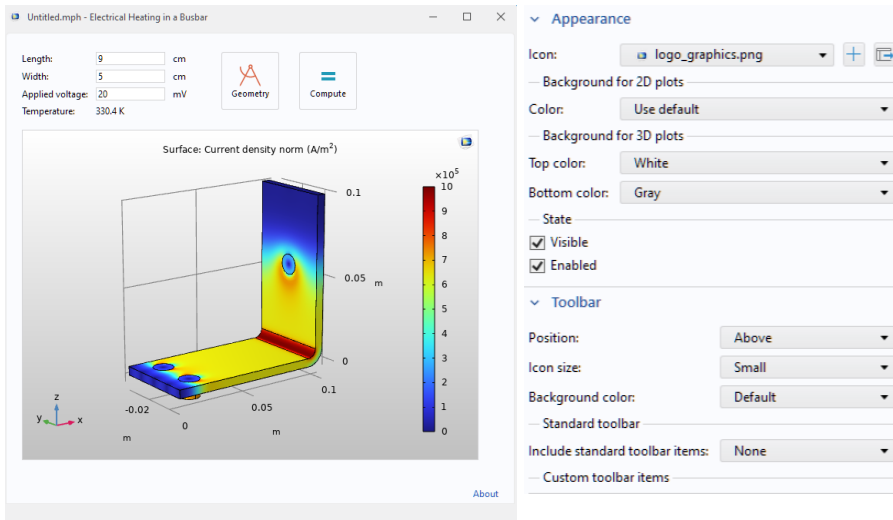 Untitled.mph - Electrical Heating in a Busbar
Length: 9 cm
Width: 5 cm
Applied voltage: 20 mV
Temperature: 330.4 K
Geometry
Compute
Surface: Current density norm (A/m²)
×10⁵
10
9
8
7
6
5
4
3
2
1
0
0.1
0.05
m
0
0.1
0.05
m
0
-0.02
m
z
y
x
About
Appearance
Icon: logo_graphics.png
Background for 2D plots
Color: Use default
Background for 3D plots
Top color: White
Bottom color: Gray
State
Visible
Enabled
Toolbar
Position: Above
Icon size: Small
Background color: Default
Standard toolbar
Include standard toolbar items: None
Custom toolbar items